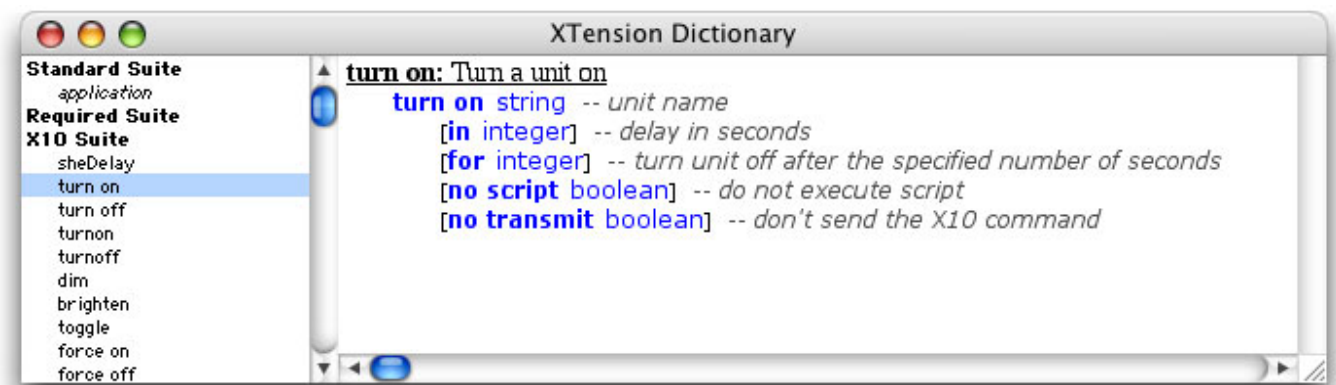 XTension Dictionary
Standard Suite
application
Required Suite
X10 Suite
sheDelay
turn on
turn off
turnon
turnoff
dim
brighten
toggle
force on
force off
turn on: Turn a unit on
turn on string -- unit name
[in integer] -- delay in seconds
[for integer] -- turn unit off after the specified number of seconds
[no script boolean] -- do not execute script
[no transmit boolean] -- don't send the X10 command